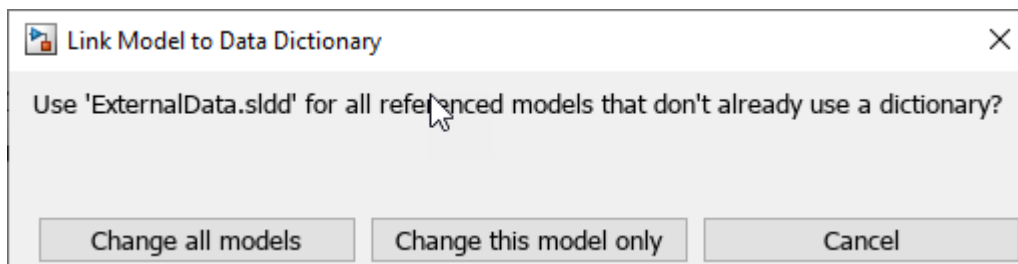 Link Model to Data Dictionary
Use 'ExternalData.sldd' for all referenced models that don't already use a dictionary?
Change all models
Change this model only
Cancel